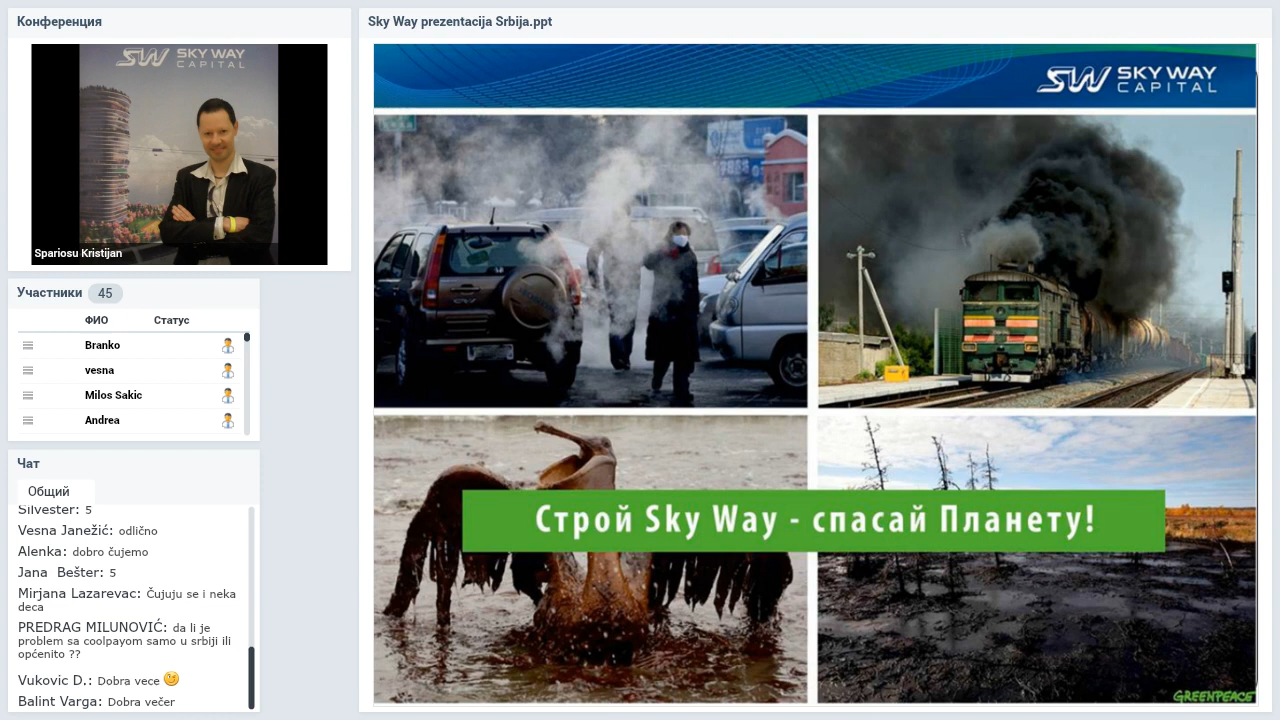 Конференция
SKY WAY
CAPITAL
Spariosu Kristijan
Участники 45
ФИО Статус
Branko
vesna
Milos Sakic
Andrea
Чат
Общий
Silvester: 5
Vesna Janežić: odlično
Alenka: dobro čujemo
Jana Bešter: 5
Mirjana Lazarevac: Čujuju se i neka
deca
PREDRAG MILUNOVIĆ: da li je
problem sa coolpayom samo u srbiji ili
općenito ??
Vukovic D.: Dobra vece
Balint Varga: Dobra večer
Sky Way prezentacija Srbija.ppt
SW SKY WAY
CAPITAL
Строй Sky Way - спасай Планету!
GREENPEACE